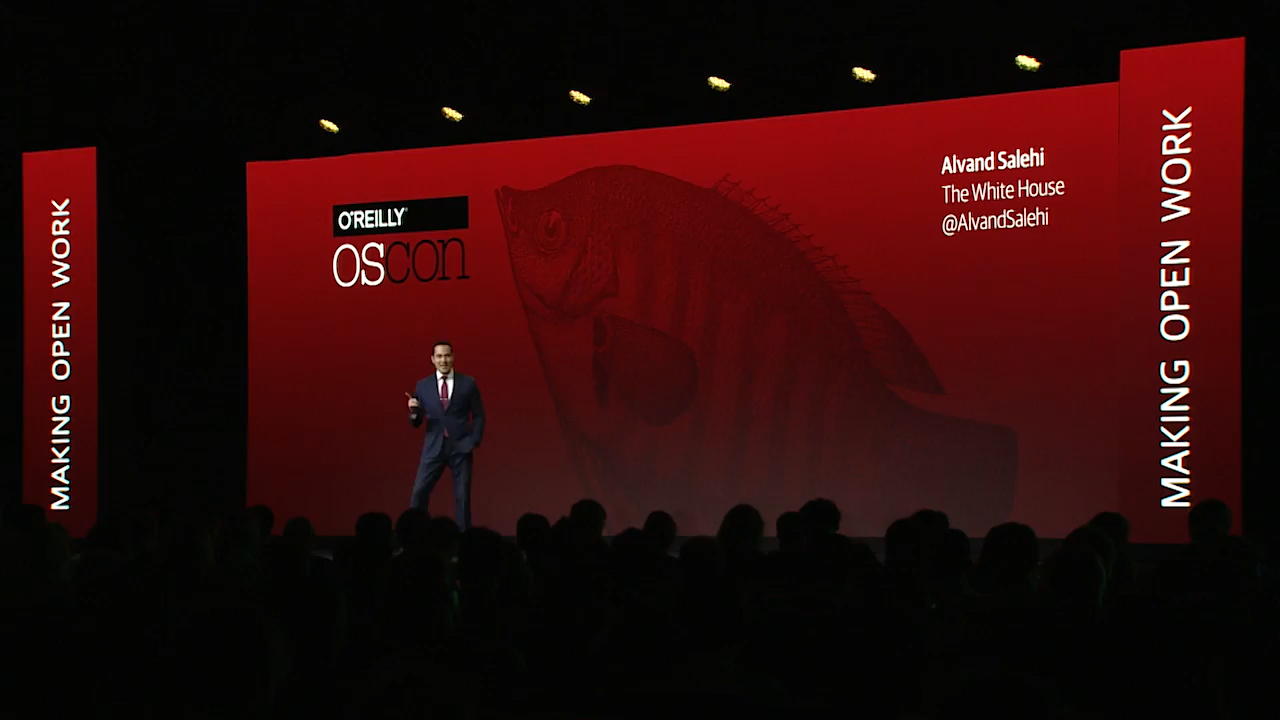 MAKING OPEN WORK
O'REILLY®
OSCON
Alvand Salehi
The White House
@AlvandSalehi
MAKING OPEN WORK